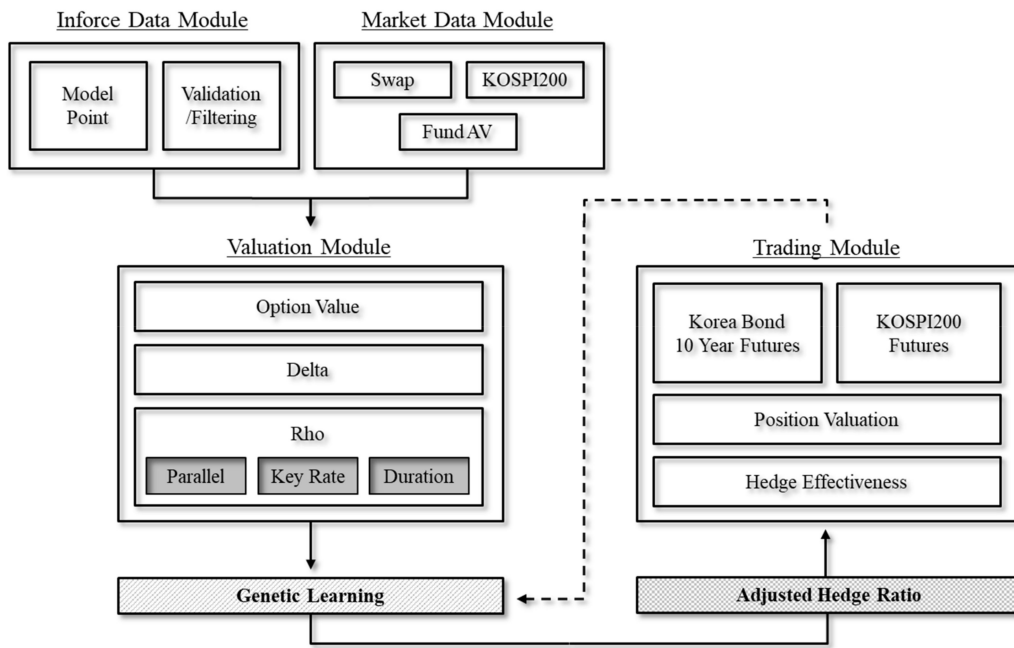 Inforce Data Module
Market Data Module
Model
Point
Validation
/Filtering
Swap
KOSPI200
Fund AV
Valuation Module
Option Value
Delta
Rho
Parallel
Key Rate
Duration
Genetic Learning
Trading Module
Korea Bond
10 Year Futures
KOSPI200
Futures
Position Valuation
Hedge Effectiveness
Adjusted Hedge Ratio